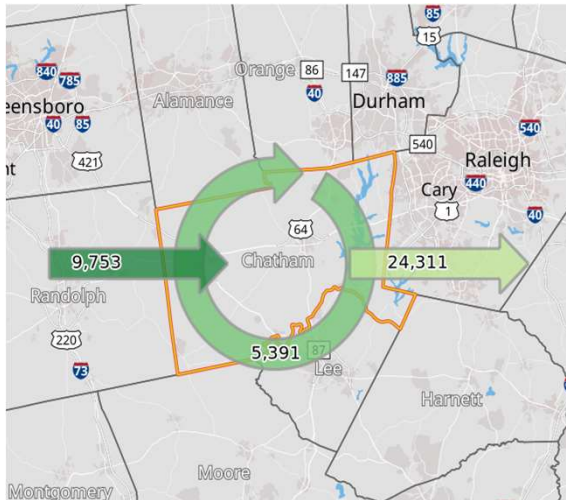 85
15
840
785
Orange
86
147
885
Alamance
40
eensboro
Durham
40
85
540
540
421
Raleigh
nt
Cary
440
1
40
64
9,753
Chatham
24,311
Randolph
220
5,391
87
73
Lee
Harnett
Moore
Montgomery